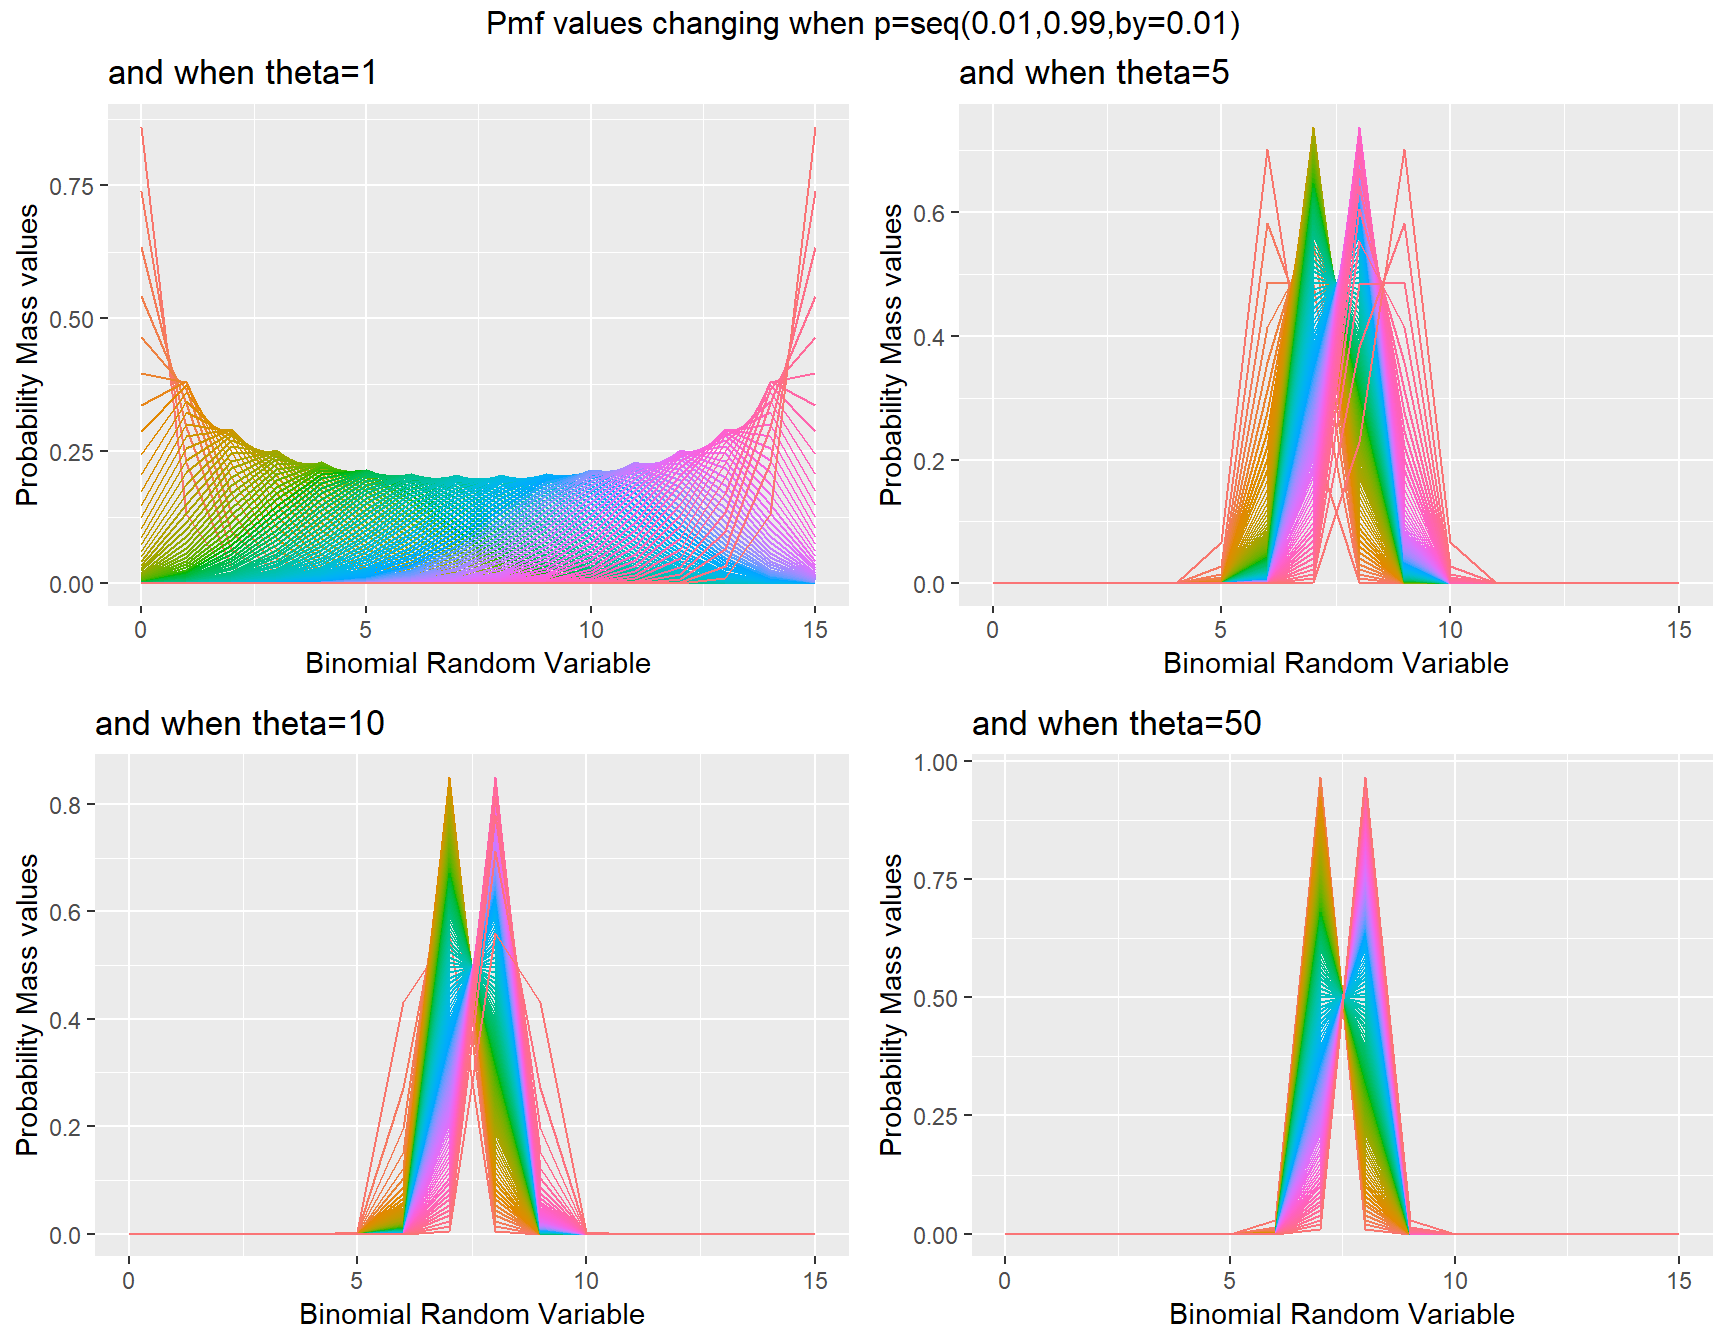 Pmf values changing when p=seq(0.01,0.99,by=0.01)
and when theta=1
Probability Mass values
0.75
0.50
0.25
0.00
0 5 10 15
Binomial Random Variable
and when theta=5
Probability Mass values
0.6
0.4
0.2
0.0
0 5 10 15
Binomial Random Variable
and when theta=10
Probability Mass values
0.8
0.6
0.4
0.2
0.0
0 5 10 15
Binomial Random Variable
and when theta=50
Probability Mass values
1.00
0.75
0.50
0.25
0.00
0 5 10 15
Binomial Random Variable